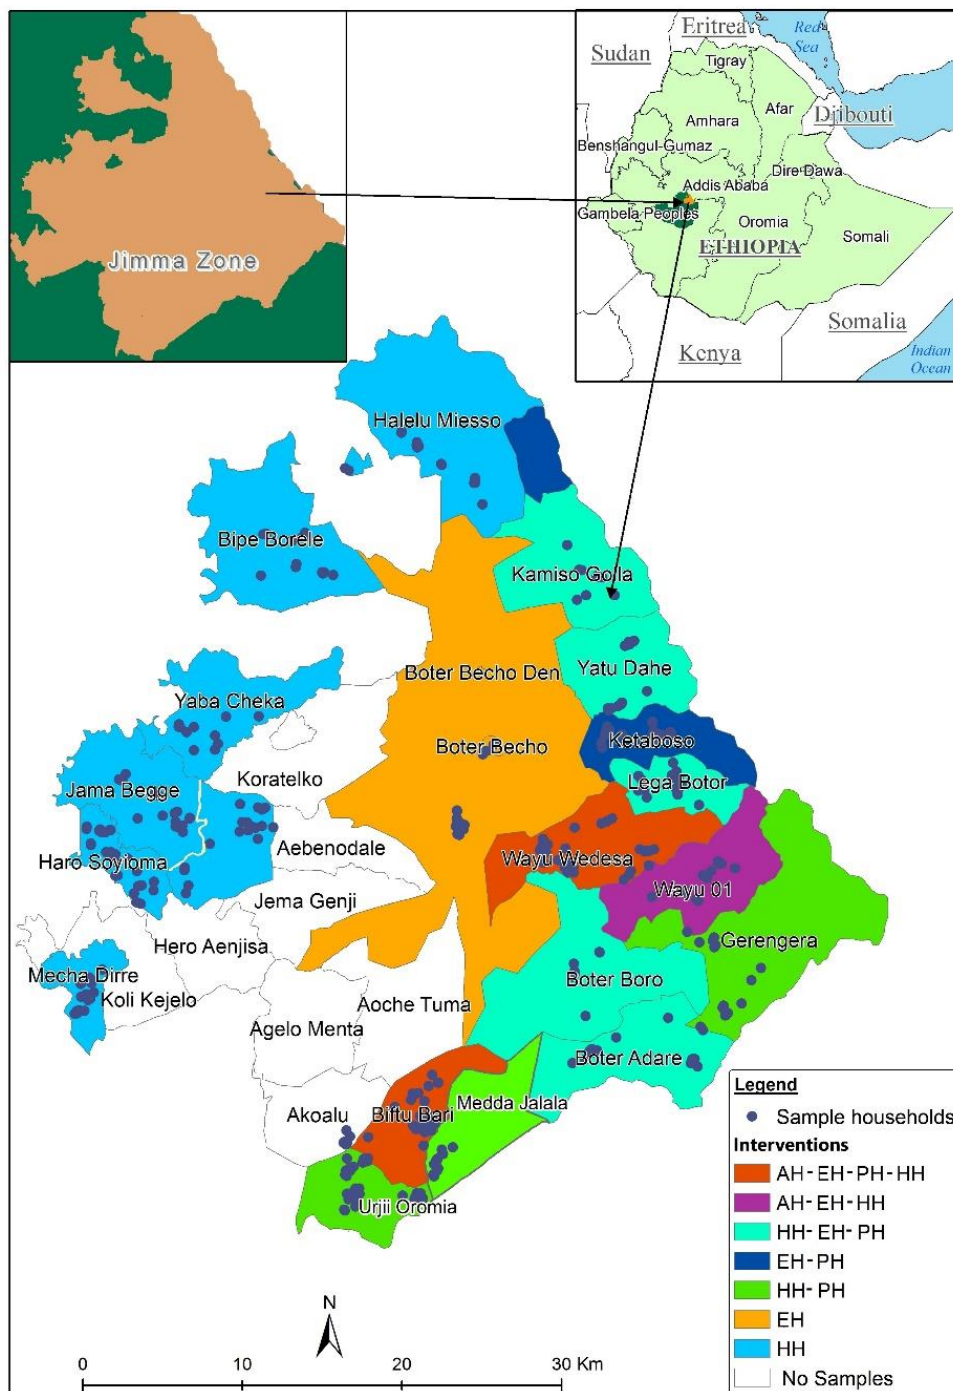 Jimma Zone
Eritrea
Red
Sea
Sudan
Tigray
Afar
Djibouti
Amhara
Benshangul-Gumaz
Dire Dawa
Addis Ababa
Gambela Peoples
Oromia
ETHIOPIA
Somali
Somalia
Kenya
Indian
Ocean
Halelu Miesso
Bipe Borele
Kamiso Golla
Boter Becho Den
Yatu Dahe
Yaba Cheka
Boter Becho
Ketaboso
Koratelko
Lega Botor
Jama Begge
Aebenodale
Haro Soyioma
Wayu Wedesa
Wayu 01
Jema Genji
Hero Aenjisa
Gerengera
Mecha Dirre
Koli Kejelo
Boter Boro
Aoche Tuma
Agelo Menta
Boter Adare
Akoalu
Biftu Bari
Medda Jalala
Urjii Oromia
Legend
Sample households
Interventions
AH-EH-PH-HH
AH-EH-HH
HH-EH-PH
EH-PH
HH-PH
EH
HH
No Samples
N
0 10 20 30 Km